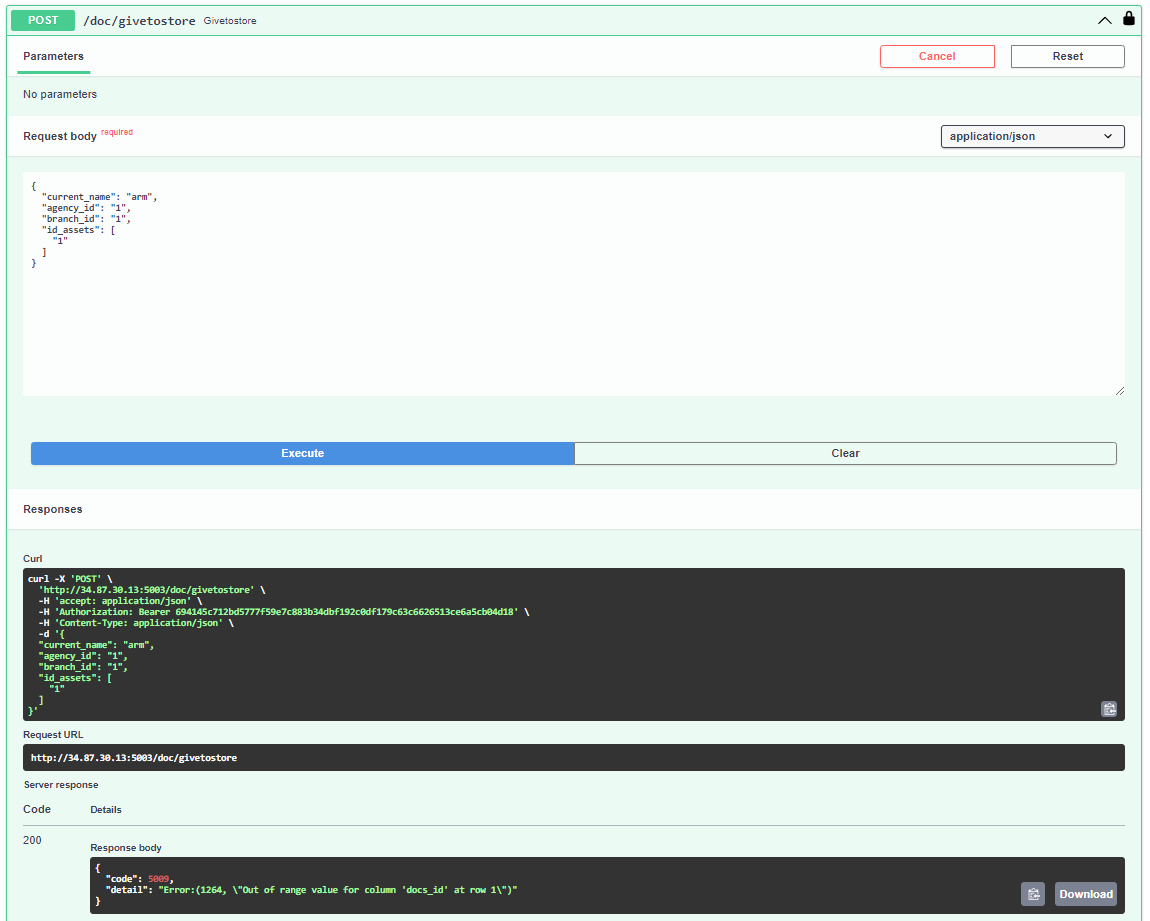 POST /doc/givetostore Givetostore
Parameters
Cancel
Reset
No parameters
Request body required
application/json
{
  "current_name": "arm",
  "agency_id": "1",
  "branch_id": "1",
  "id_assets": [
    "1"
  ]
}
Execute
Clear
Responses
Curl
curl -X 'POST' \
  'http://34.87.30.13:5003/doc/givetostore' \
  -H 'accept: application/json' \
  -H 'Authorization: Bearer 694145c712bd5777f59e7c883b34dbf192c0df179c63c6626513ce6a5cb04d18' \
  -H 'Content-Type: application/json' \
  -d '{
  "current_name": "arm",
  "agency_id": "1",
  "branch_id": "1",
  "id_assets": [
    "1"
  ]
}'
Request URL
http://34.87.30.13:5003/doc/givetostore
Server response
Code Details
200
Response body
{
  "code": 5009,
  "detail": "Error:(1264, \"Out of range value for column 'docs_id' at row 1\")"
}
Download